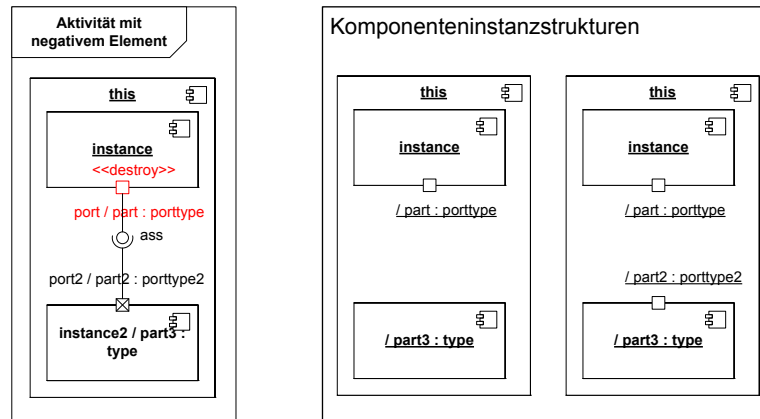 Aktivität mit
negativem Element
this
instance
<<destroy>>
port / part : porttype
ass
port2 / part2 : porttype2
instance2 / part3 :
type
Komponenteninstanzstrukturen
this
instance
/ part : porttype
/ part3 : type
this
instance
/ part : porttype
/ part2 : porttype2
/ part3 : type